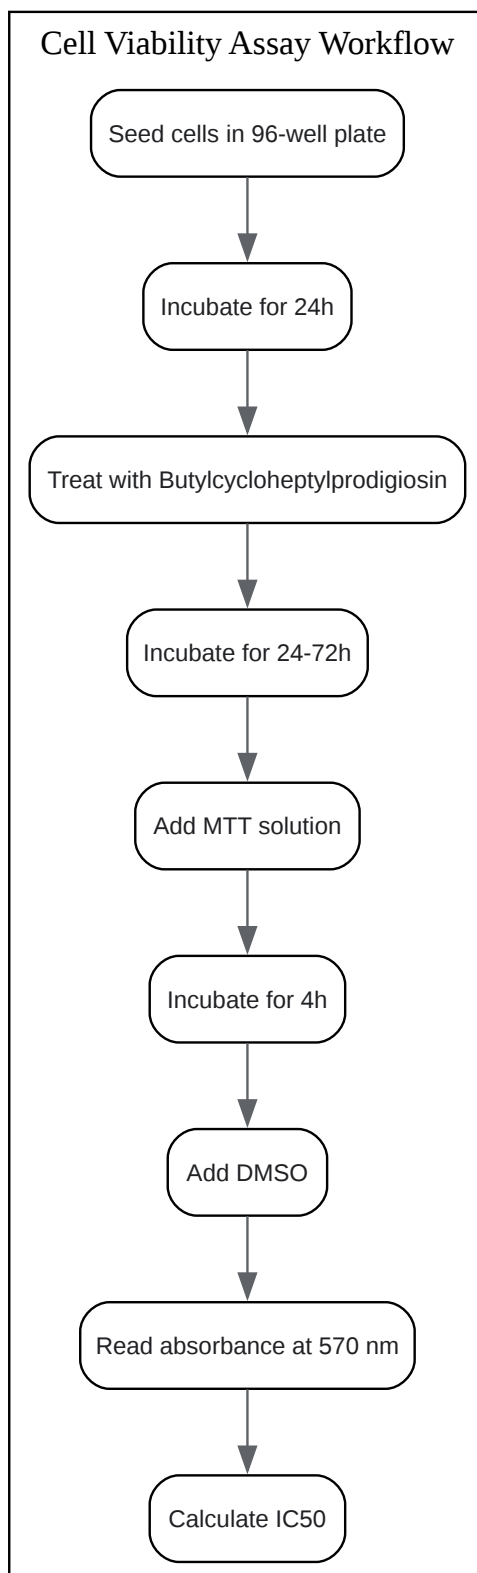 Cell Viability Assay Workflow
Seed cells in 96-well plate
Incubate for 24h
Treat with Butylcycloheptylprodigiosin
Incubate for 24-72h
Add MTT solution
Incubate for 4h
Add DMSO
Read absorbance at 570 nm
Calculate IC50